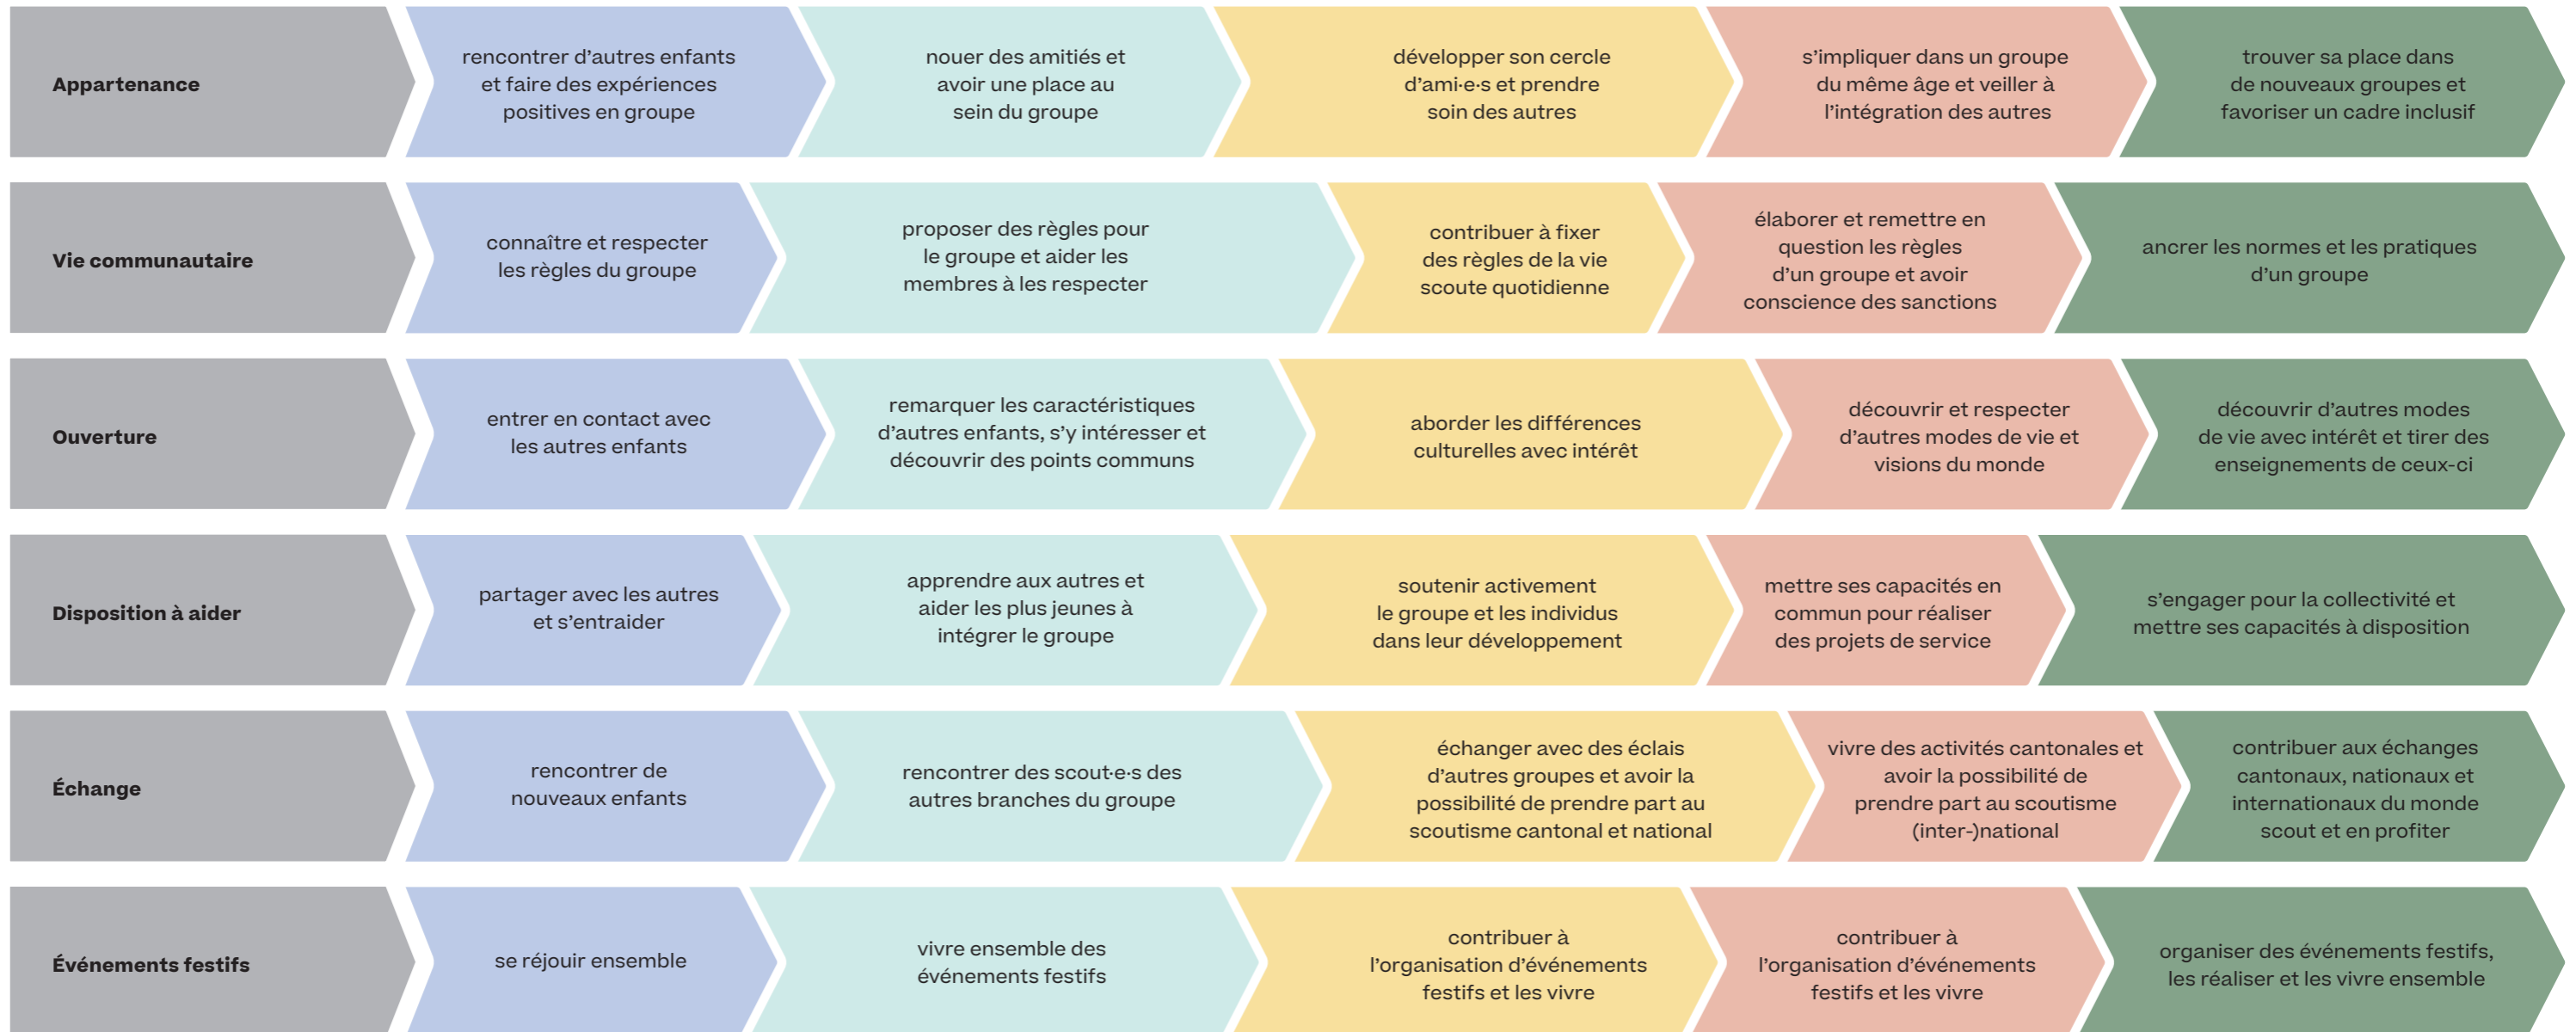 Appartenance
rencontrer d'autres enfants
et faire des expériences
positives en groupe
nouer des amitiés et
avoir une place au
sein du groupe
développer son cercle
d'ami·e·s et prendre
soin des autres
s'impliquer dans un groupe
du même âge et veiller à
l'intégration des autres
trouver sa place dans
de nouveaux groupes et
favoriser un cadre inclusif
Vie communautaire
connaître et respecter
les règles du groupe
proposer des règles pour
le groupe et aider les
membres à les respecter
contribuer à fixer
des règles de la vie
scoute quotidienne
élaborer et remettre en
question les règles
d'un groupe et avoir
conscience des sanctions
ancrer les normes et les pratiques
d'un groupe
Ouverture
entrer en contact avec
les autres enfants
remarquer les caractéristiques
d'autres enfants, s'y intéresser et
découvrir des points communs
aborder les différences
culturelles avec intérêt
découvrir et respecter
d'autres modes de vie et
visions du monde
découvrir d'autres modes
de vie avec intérêt et tirer des
enseignements de ceux-ci
Disposition à aider
partager avec les autres
et s'entraider
apprendre aux autres et
aider les plus jeunes à
intégrer le groupe
soutenir activement
le groupe et les individus
dans leur développement
mettre ses capacités en
commun pour réaliser
des projets de service
s'engager pour la collectivité et
mettre ses capacités à disposition
Échange
rencontrer de
nouveaux enfants
rencontrer des scout·e·s des
autres branches du groupe
échanger avec des éclais
d'autres groupes et avoir la
possibilité de prendre part au
scoutisme cantonal et national
vivre des activités cantonales et
avoir la possibilité de
prendre part au scoutisme
(inter-)national
contribuer aux échanges
cantonaux, nationaux et
internationaux du monde
scout et en profiter
Événements festifs
se réjouir ensemble
vivre ensemble des
événements festifs
contribuer à
l'organisation d'événements
festifs et les vivre
contribuer à
l'organisation d'événements
festifs et les vivre
organiser des événements festifs,
les réaliser et les vivre ensemble